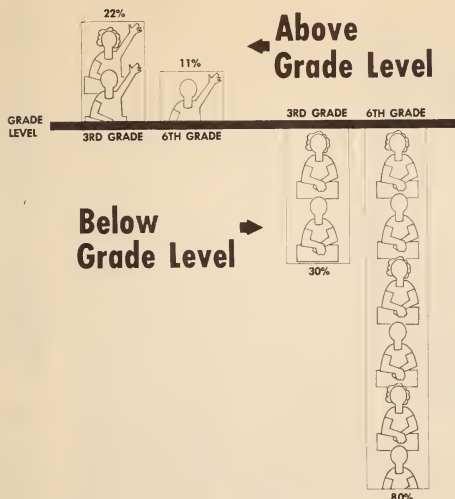 22%
Above
Grade Level
11%
GRADE
LEVEL
3RD GRADE
6TH GRADE
3RD GRADE
6TH GRADE
Below
Grade Level
30%
80%